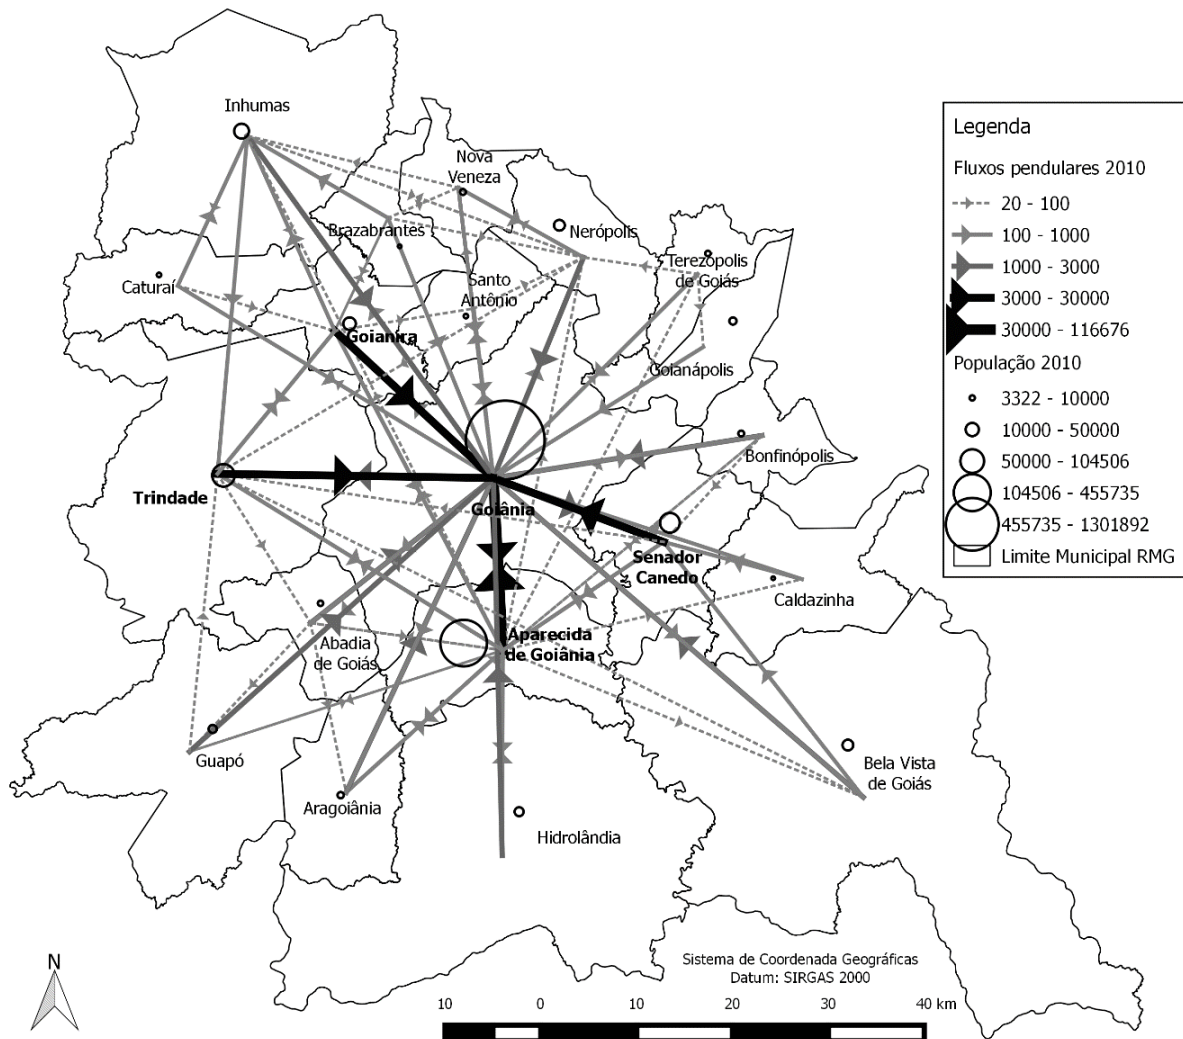 Inhumas
Nova
Veneza
Brazabrantes
Nerópolis
Terezópolis
de Goiás
Caturaí
Santo
Antônio
Goianira
Goianápolis
Bonfinópolis
Trindade
Goiânia
Senador
Canedo
Caldazinha
Abadia
de Goiás
Aparecida
de Goiânia
Guapó
Aragoiânia
Hidrolândia
Bela Vista
de Goiás
Legenda
Fluxos pendulares 2010
20 - 100
100 - 1000
1000 - 3000
3000 - 30000
30000 - 116676
População 2010
3322 - 10000
10000 - 50000
50000 - 104506
104506 - 455735
455735 - 1301892
Limite Municipal RMG
N
Sistema de Coordenada Geográficas
Datum: SIRGAS 2000
10 0 10 20 30 40 km